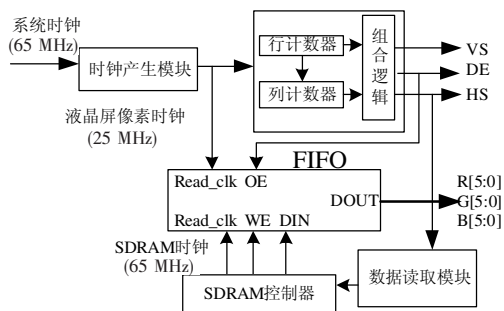 系统时钟
(65 MHz)
时钟产生模块
行计数器
列计数器
组合逻辑
VS
DE
HS
液晶屏像素时钟
(25 MHz)
FIFO
Read_clk OE
DOUT
Read_clk WE DIN
R[5:0]
G[5:0]
B[5:0]
SDRAM时钟
(65 MHz)
SDRAM控制器
数据读取模块